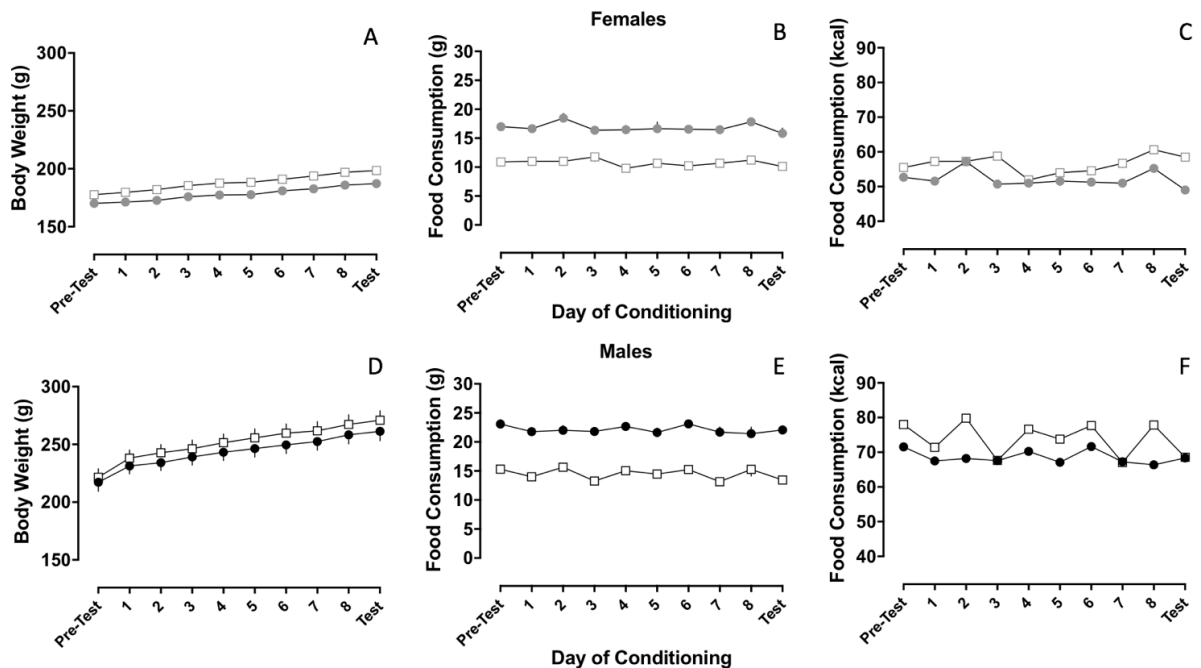 Females
A
B
C
Body Weight (g)
300
250
200
150
Pre-Test 1 2 3 4 5 6 7 8 Test
Food Consumption (g)
30
25
20
15
10
5
0
Pre-Test 1 2 3 4 5 6 7 8 Test
Food Consumption (kcal)
90
80
70
60
50
40
Pre-Test 1 2 3 4 5 6 7 8 Test
Day of Conditioning
Males
D
E
F
Body Weight (g)
300
250
200
150
Pre-Test 1 2 3 4 5 6 7 8 Test
Food Consumption (g)
30
25
20
15
10
5
0
Pre-Test 1 2 3 4 5 6 7 8 Test
Food Consumption (kcal)
90
80
70
60
50
40
Pre-Test 1 2 3 4 5 6 7 8 Test
Day of Conditioning